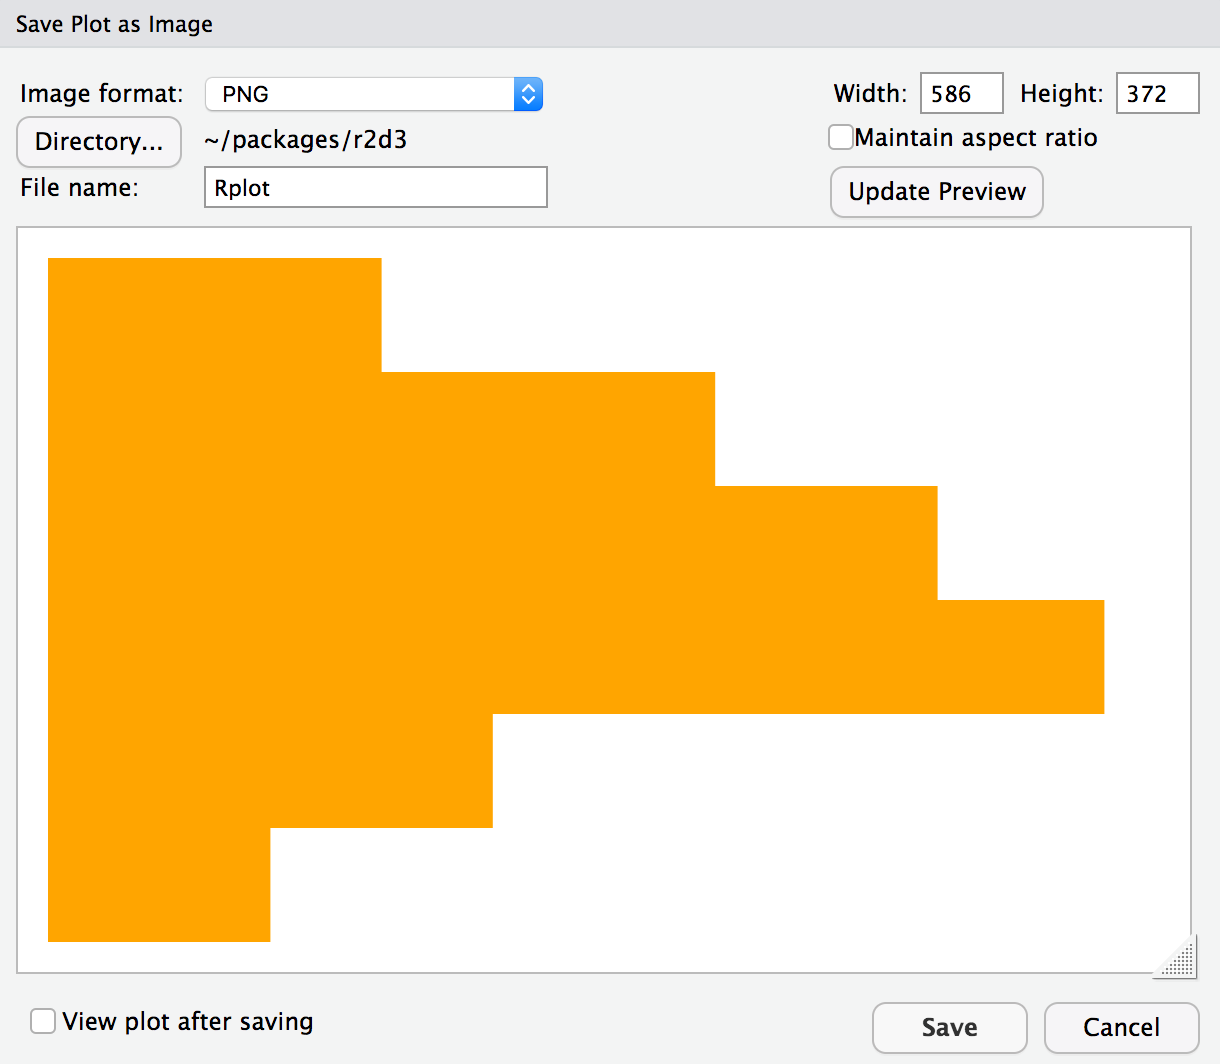 Save Plot as Image
Image format: PNG Width: 586 Height: 372
Directory... ~/packages/r2d3 Maintain aspect ratio
File name: Rplot Update Preview
View plot after saving Save Cancel